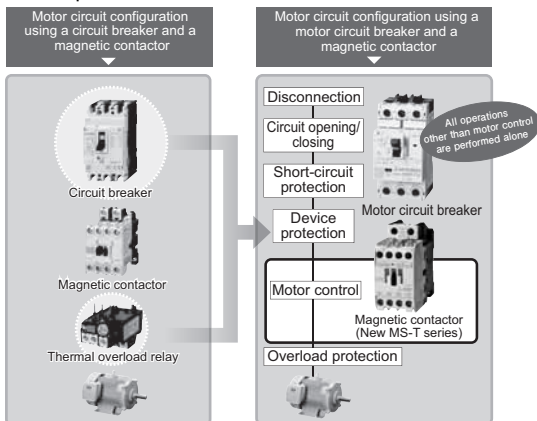 Motor circuit configuration
using a circuit breaker and a
magnetic contactor
Circuit breaker
Magnetic contactor
Thermal overload relay
Motor circuit configuration using a
motor circuit breaker and a
magnetic contactor
Disconnection
Circuit opening/
closing
Short-circuit
protection
Device
protection
Motor control
Overload protection
All operations
other than motor control
are performed alone
Motor circuit breaker
Magnetic contactor
(New MS-T series)